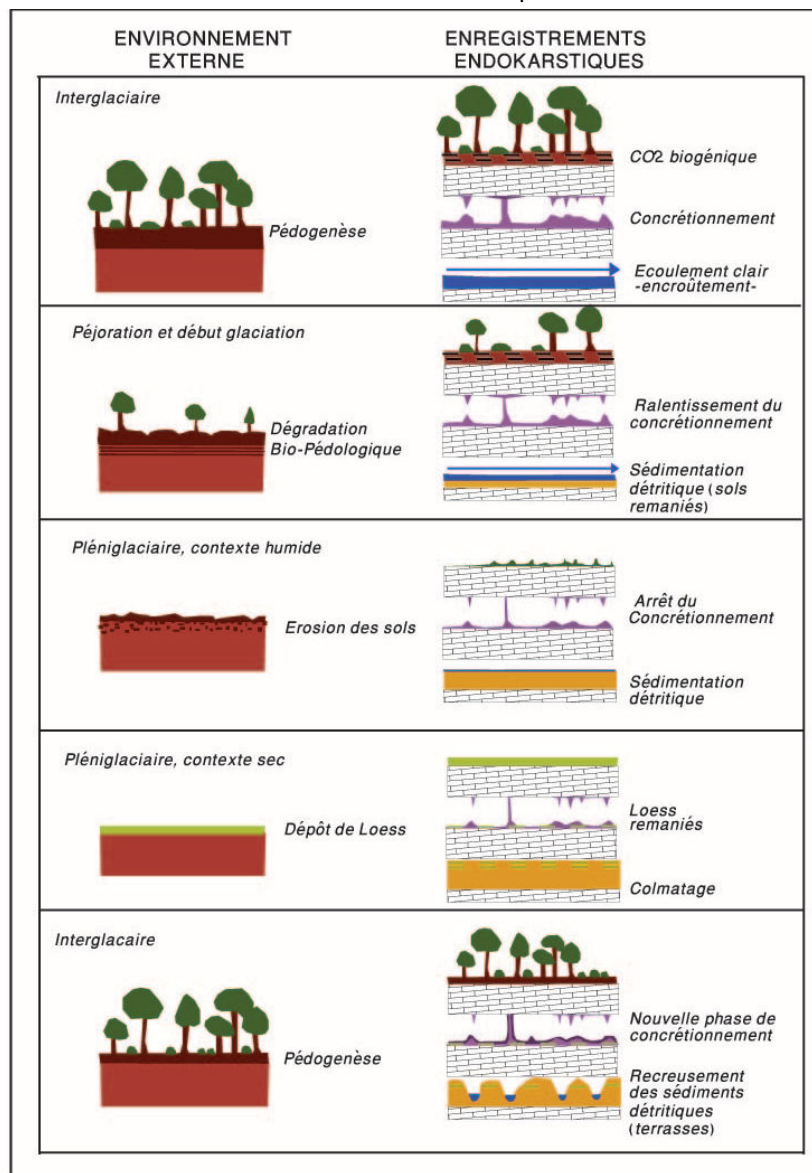 ENVIRONNEMENT
EXTERNE
ENREGISTREMENTS
ENDOKARSTIQUES
Interglaciaire
Pédogenèse
CO2 biogénique
Concrétionnement
Ecoulement clair
-encroûtement-
Péjoration et début glaciation
Dégradation
Bio-Pédologique
Ralentissement du
concrétionnement
Sédimentation
détritique (sols
remaniés)
Pléniglaciaire, contexte humide
Erosion des sols
Arrêt du
Concrétionnement
Sédimentation
détritique
Pléniglaciaire, contexte sec
Dépôt de Loess
Loess
remaniés
Colmatage
Interglacaire
Pédogenèse
Nouvelle phase de
concrétionnement
Recreusement
des sédiments
détritiques
(terrasses)